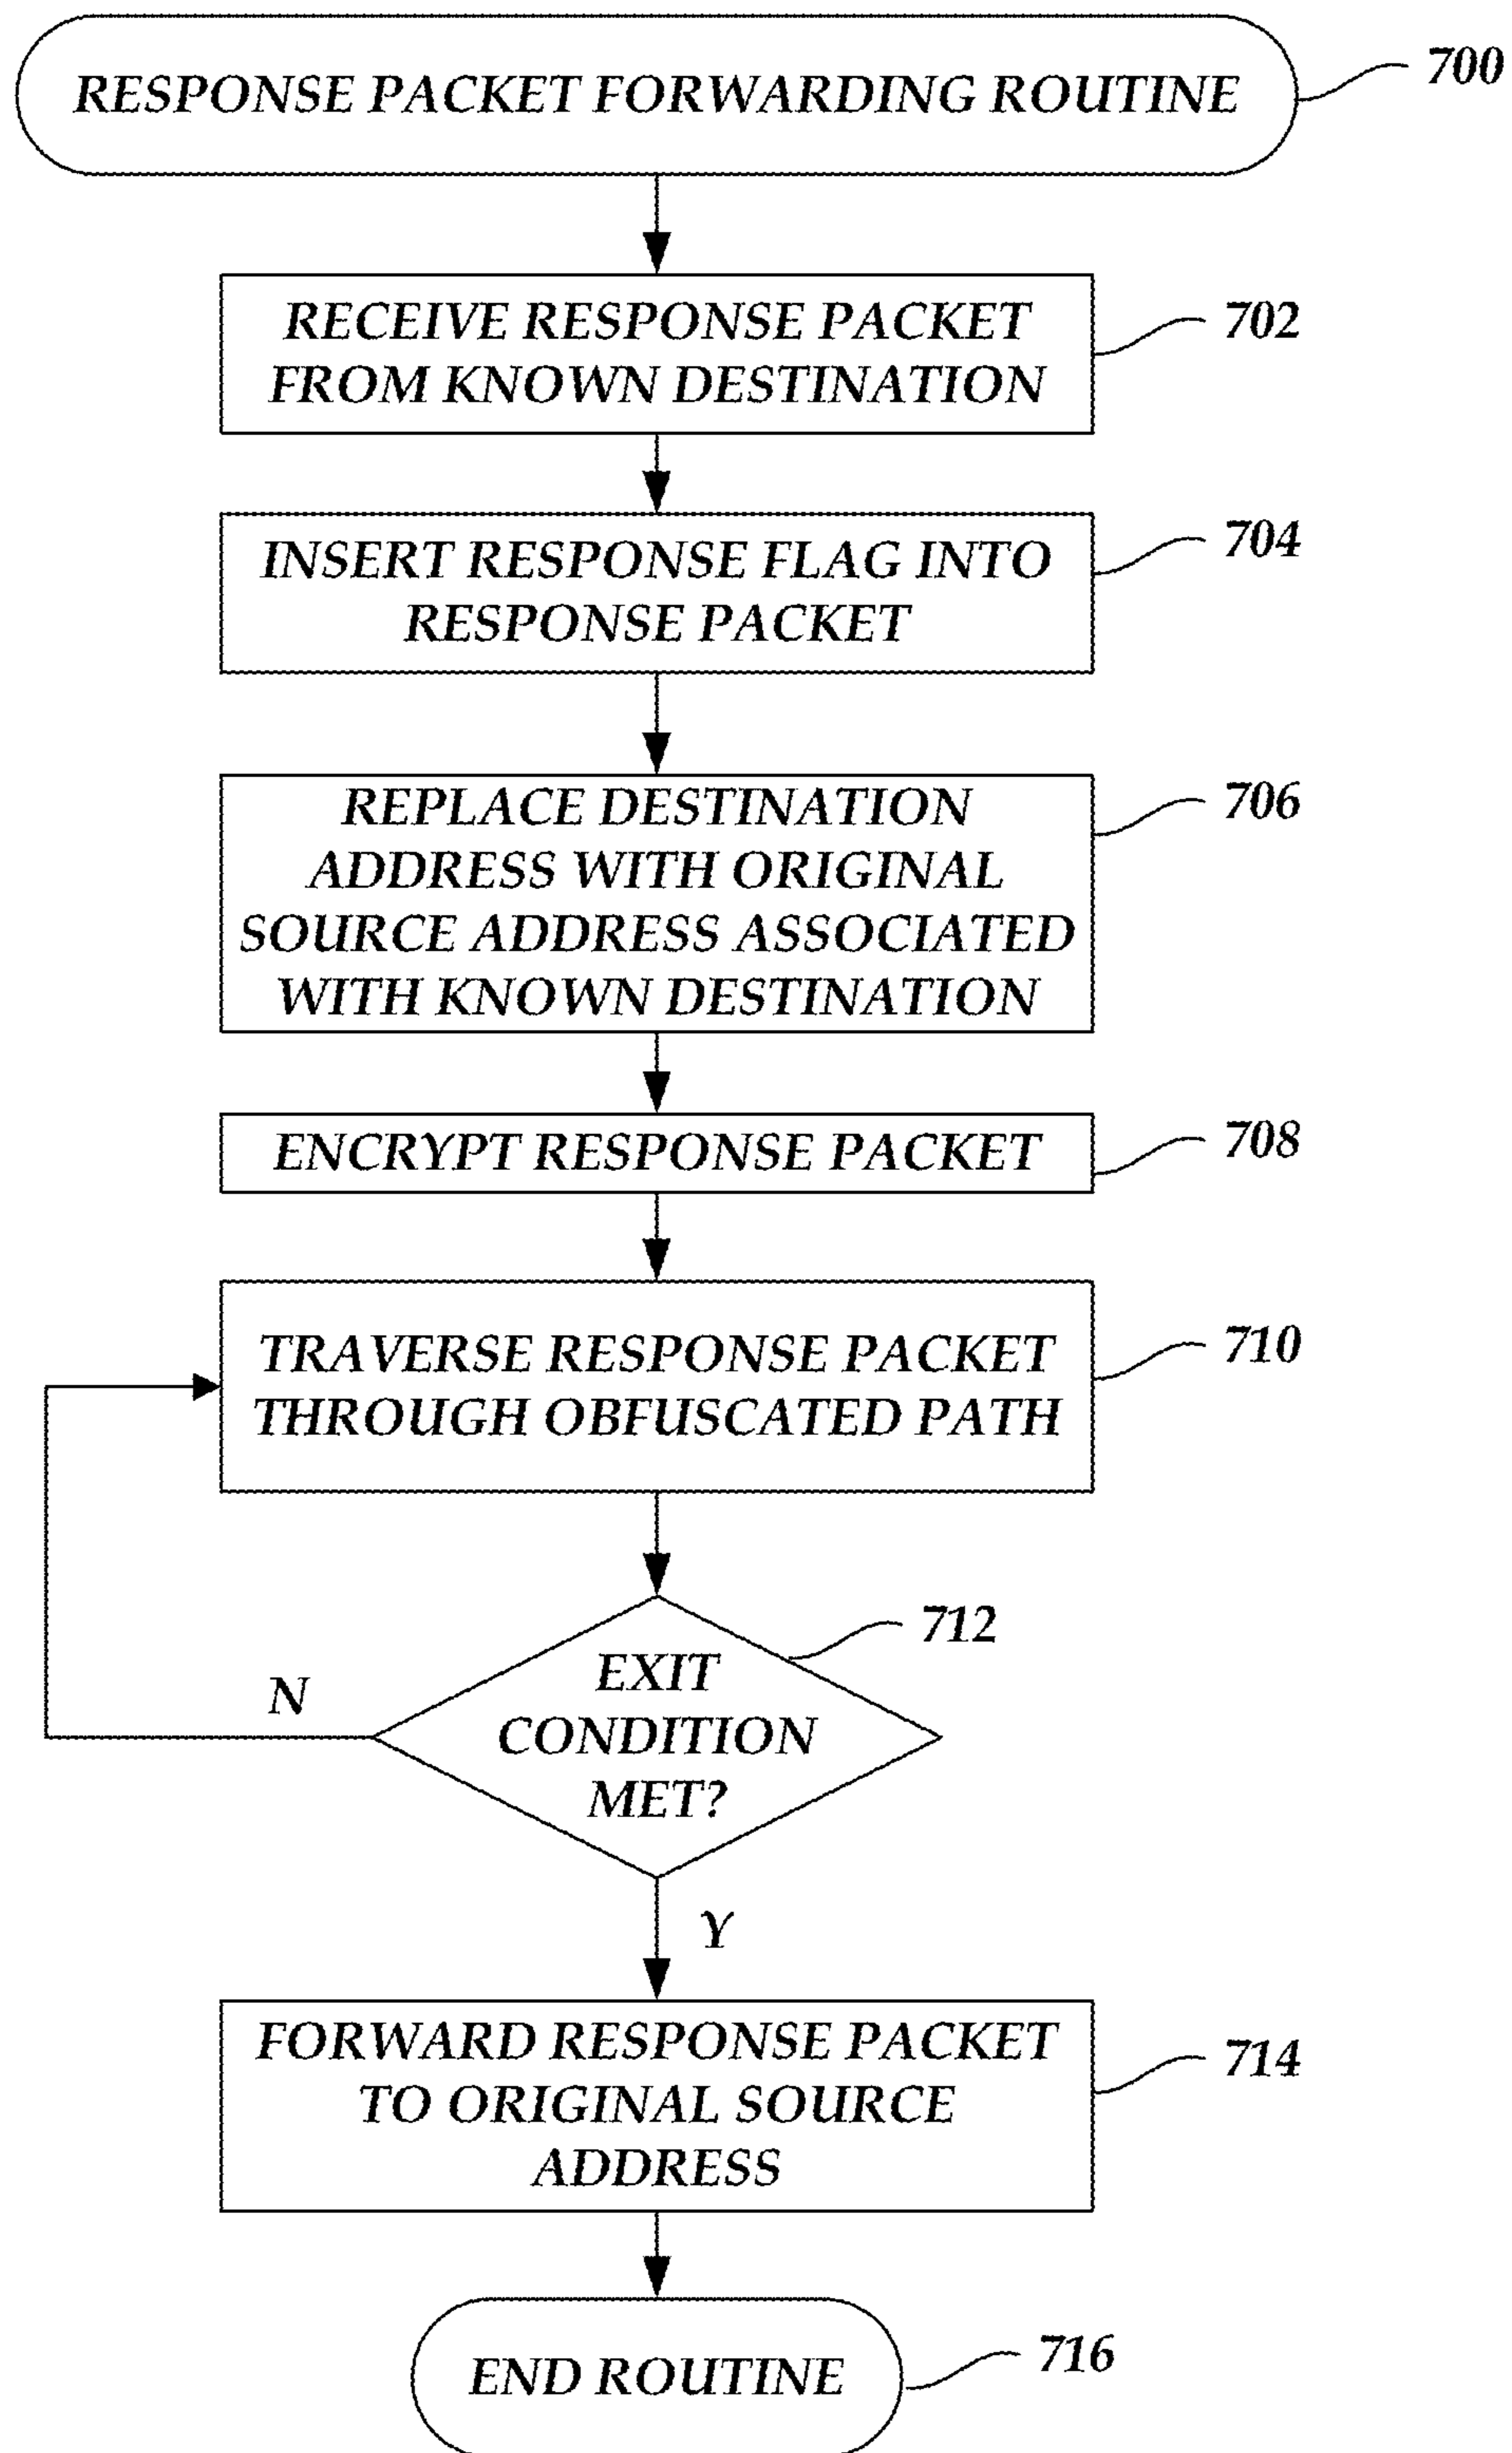 RESPONSE PACKET FORWARDING ROUTINE
700
RECEIVE RESPONSE PACKET
FROM KNOWN DESTINATION
702
INSERT RESPONSE FLAG INTO
RESPONSE PACKET
704
REPLACE DESTINATION
ADDRESS WITH ORIGINAL
SOURCE ADDRESS ASSOCIATED
WITH KNOWN DESTINATION
706
ENCRYPT RESPONSE PACKET
708
TRAVERSE RESPONSE PACKET
THROUGH OBFUSCATED PATH
710
EXIT
CONDITION
MET?
712
N
Y
FORWARD RESPONSE PACKET
TO ORIGINAL SOURCE
ADDRESS
714
END ROUTINE
716